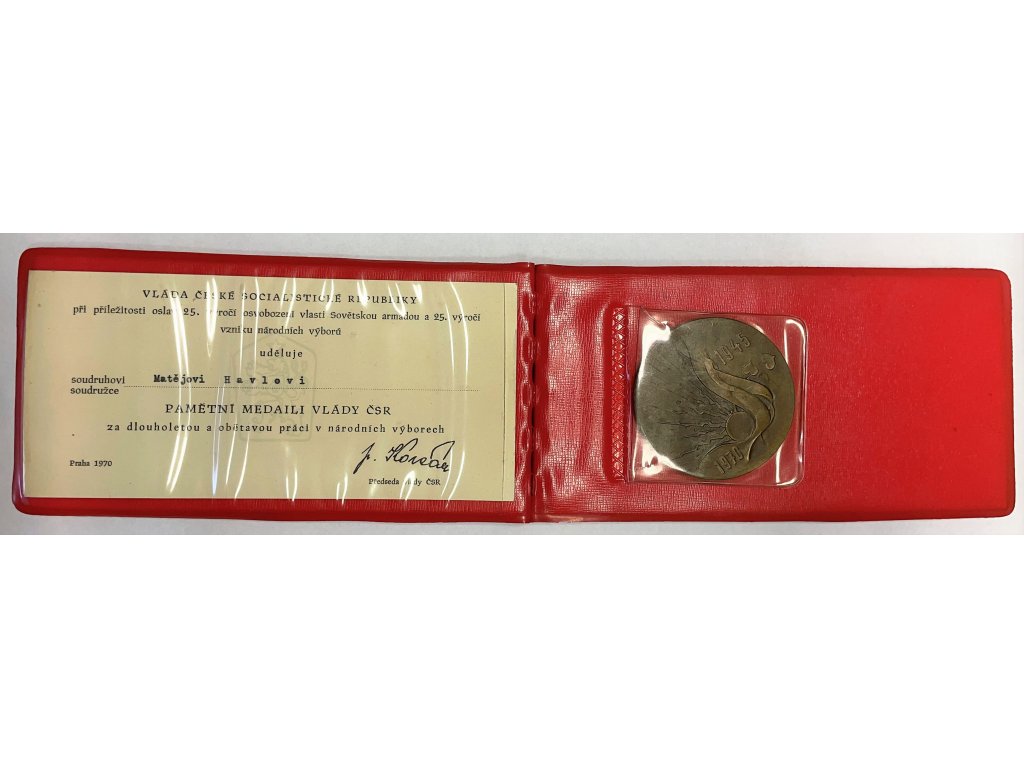 VLÁDA ČESKÉ SOCIALISTICKÉ REPUBLIKY
při příležitosti oslav 25. výročí osvobození vlasti Sovětskou armádou a 25. výročí
vzniku národních výborů
uděluje
soudruhovi Matějovi Havlovi
soudružce
PAMĚTNÍ MEDAILI VLÁDY ČSR
za dlouholetou a obětavou práci v národních výborech
Praha 1970
Předseda vlády ČSR
1945
1970